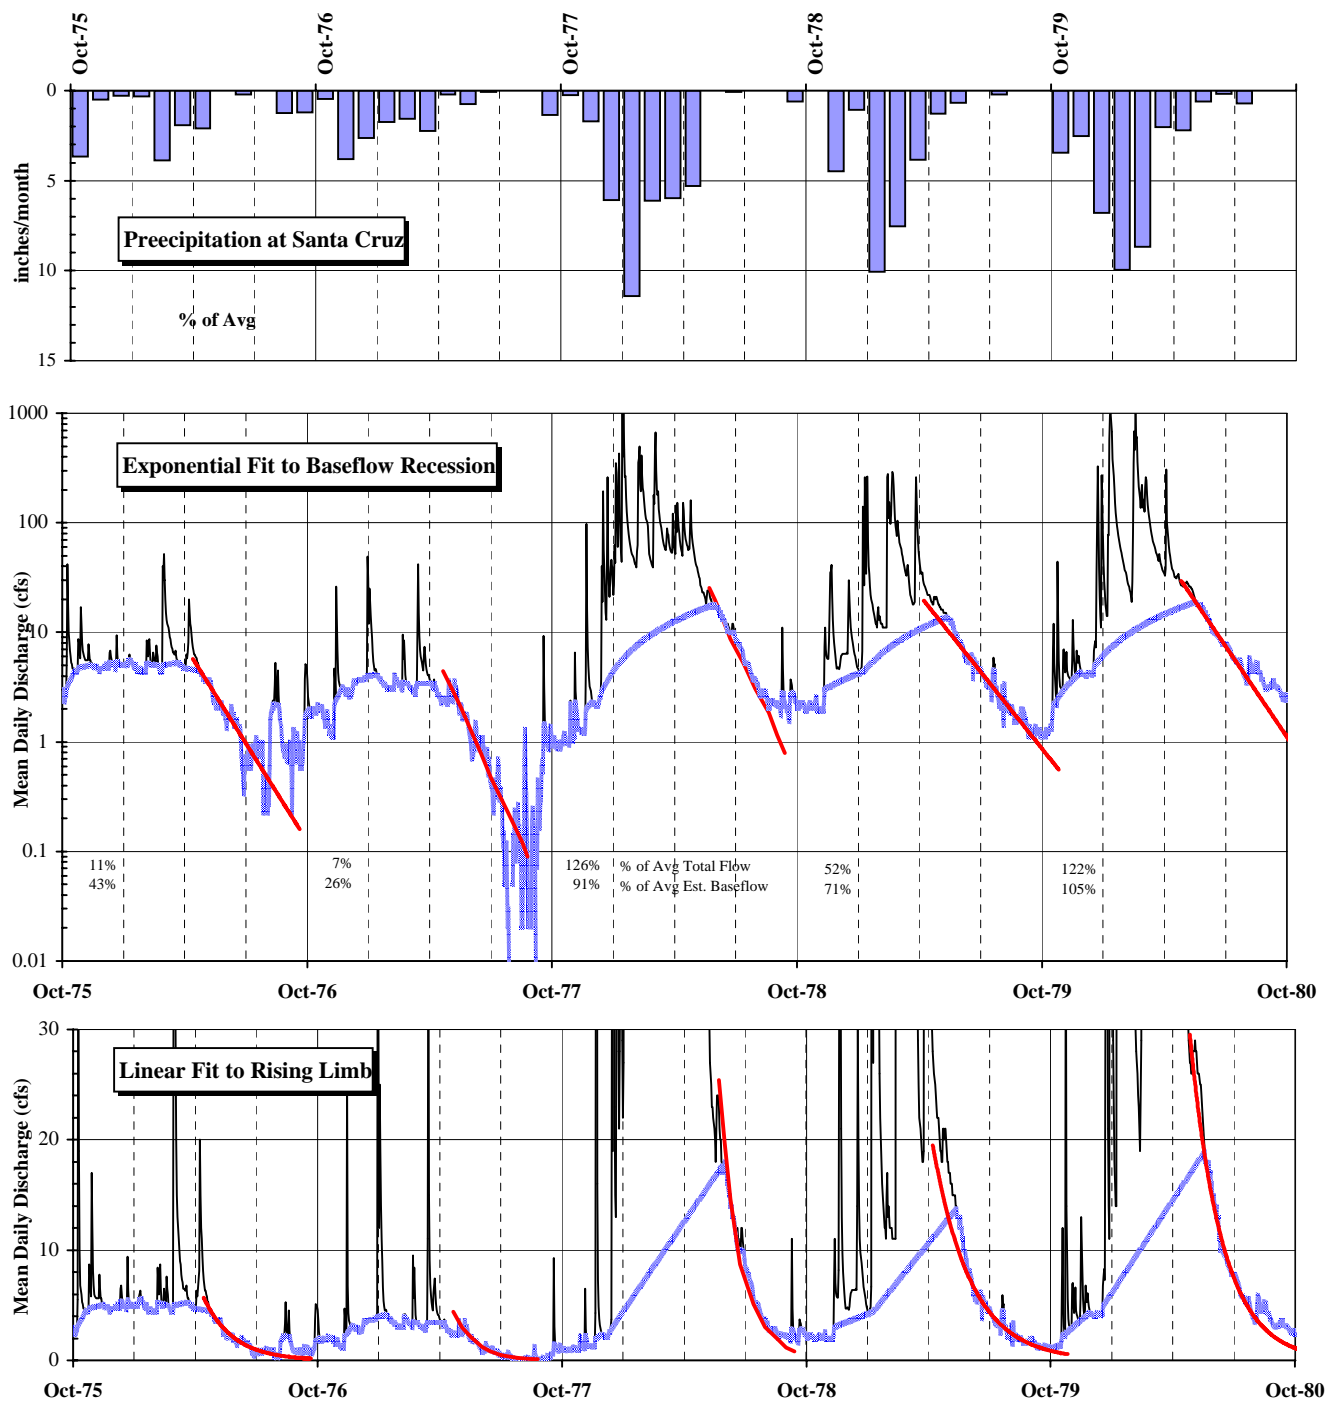 Oct-75
Oct-76
Oct-77
Oct-78
Oct-79
0
5
10
15
inches/month
Preecipitation at Santa Cruz
% of Avg
1000
100
10
1
0.1
0.01
Mean Daily Discharge (cfs)
Exponential Fit to Baseflow Recession
11%
43%
7%
26%
126% % of Avg Total Flow
91% % of Avg Est. Baseflow
52%
71%
122%
105%
Oct-75 Oct-76 Oct-77 Oct-78 Oct-79 Oct-80
30
20
10
0
Mean Daily Discharge (cfs)
Linear Fit to Rising Limb
Oct-75 Oct-76 Oct-77 Oct-78 Oct-79 Oct-80